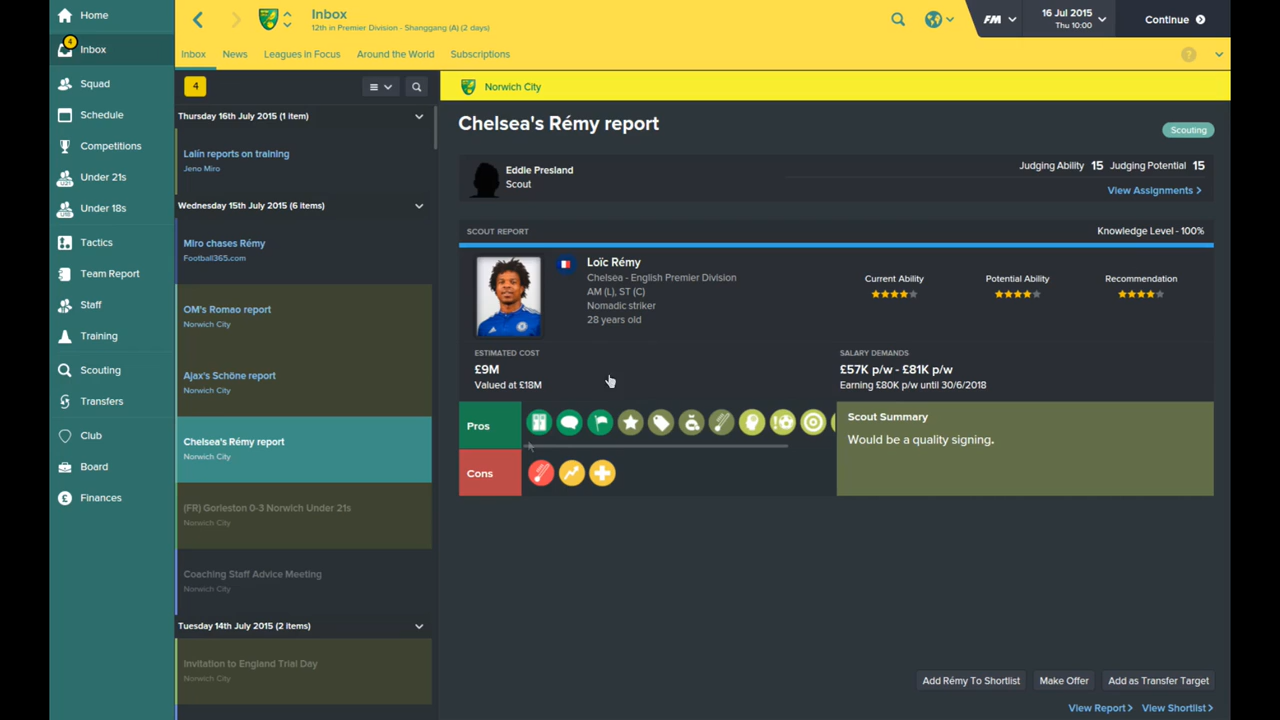 Home
4
Inbox
Squad
Schedule
Competitions
Under 21s
Under 18s
Tactics
Team Report
Staff
Training
Scouting
Transfers
Club
Board
Finances
Inbox
12th in Premier Division - Shanggang (A) (2 days)
FM
16 Jul 2015
Thu 10:00
Continue
Inbox News Leagues in Focus Around the World Subscriptions
?
4
Thursday 16th July 2015 (1 item)
Lalín reports on training
Jeno Miro
Wednesday 15th July 2015 (6 items)
Miro chases Rémy
Football365.com
OM's Romao report
Norwich City
Ajax's Schöne report
Norwich City
Chelsea's Rémy report
Norwich City
(FR) Gorleston 0-3 Norwich Under 21s
Norwich City
Coaching Staff Advice Meeting
Norwich City
Tuesday 14th July 2015 (2 items)
Invitation to England Trial Day
Norwich City
Norwich City
Chelsea's Rémy report
Scouting
Eddie Presland
Scout
Judging Ability 15 Judging Potential 15
View Assignments >
SCOUT REPORT
Knowledge Level - 100%
Loïc Rémy
Chelsea - English Premier Division
AM (L), ST (C)
Nomadic striker
28 years old
Current Ability
Potential Ability
Recommendation
ESTIMATED COST
£9M
Valued at £18M
SALARY DEMANDS
£57K p/w - £81K p/w
Earning £80K p/w until 30/6/2018
Pros
Cons
Scout Summary
Would be a quality signing.
Add Rémy To Shortlist
Make Offer
Add as Transfer Target
View Report >
View Shortlist >